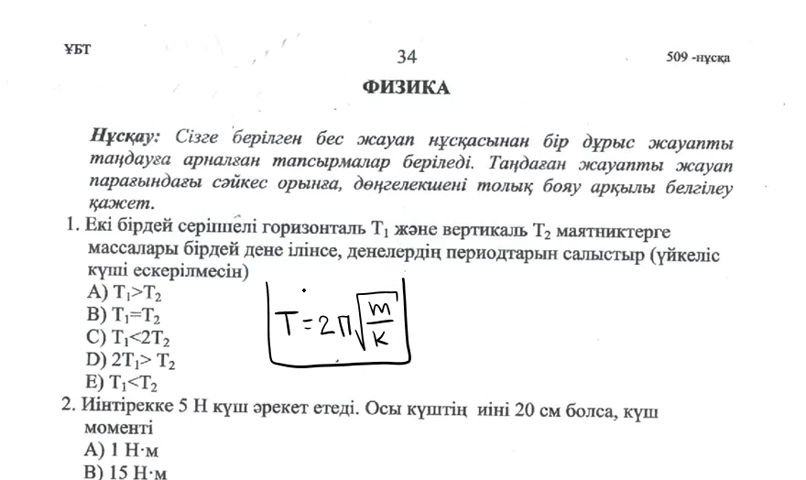 ҰБТ
34
509 -нұсқа
ФИЗИКА
Нұсқау: Сізге берілген бес жауап нұсқасынан бір дұрыс жауапты
таңдауға арналған тапсырмалар беріледі. Таңдаған жауапты жауап
парағындағы сәйкес орынға, дөңгелекшені толық бояу арқылы белгілеу
қажет.
1. Екі бірдей серіппелі горизонталь T₁ және вертикаль T₂ маятниктерге
массалары бірдей дене ілінсе, денелердің периодтарын салыстыр (үйкеліс
күші ескерілмесін)
A) T₁>T₂
B) T₁=T₂
C) T₁<2T₂
D) 2T₁> T₂
E) T₁<T₂
T=2П√m/k
2. Иінтірекке 5 Н күш әрекет етеді. Осы күштің иіні 20 см болса, күш
моменті
A) 1 Н·м
B) 15 Н·м